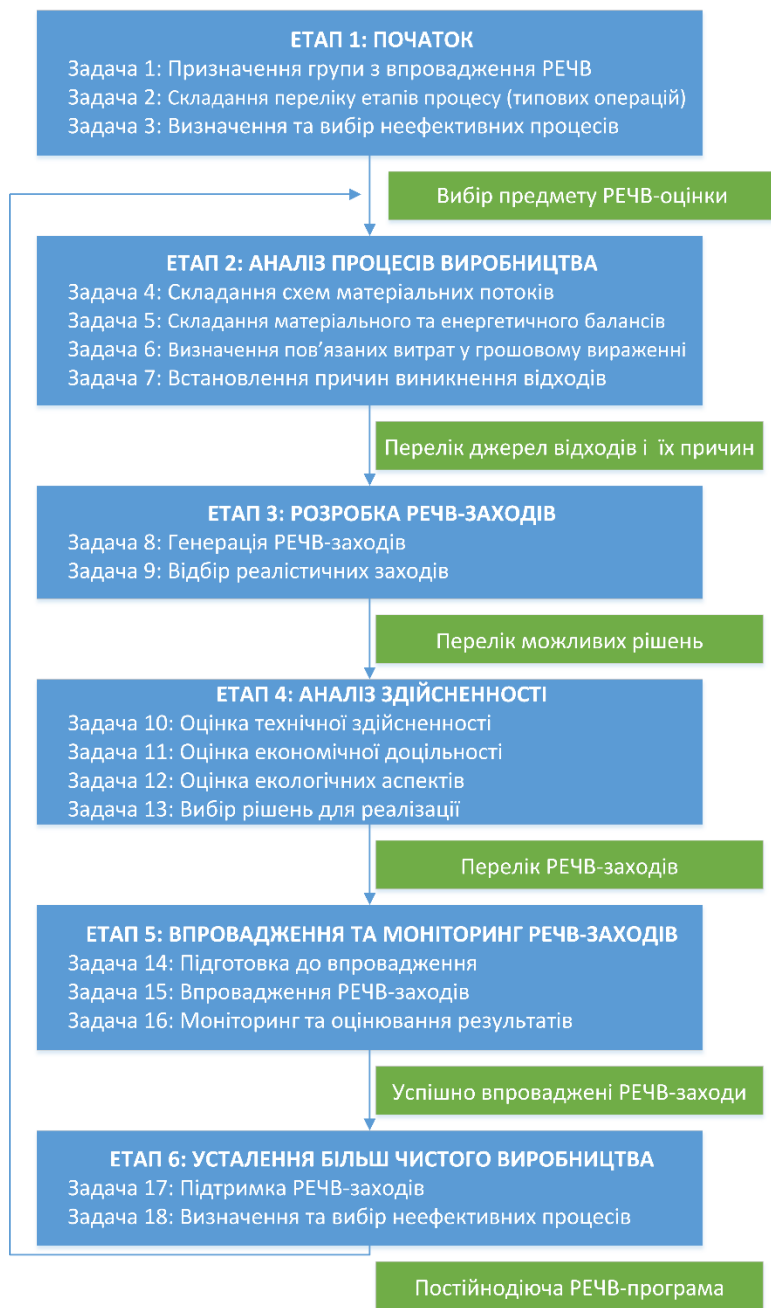 ЕТАП 1: ПОЧАТОК
Задача 1: Призначення групи з впровадження РЕЧВ
Задача 2: Складання переліку етапів процесу (типових операцій)
Задача 3: Визначення та вибір неефективних процесів
Вибір предмету РЕЧВ-оцінки
ЕТАП 2: АНАЛІЗ ПРОЦЕСІВ ВИРОБНИЦТВА
Задача 4: Складання схем матеріальних потоків
Задача 5: Складання матеріального та енергетичного балансів
Задача 6: Визначення пов’язаних витрат у грошовому вираженні
Задача 7: Встановлення причин виникнення відходів
Перелік джерел відходів і їх причин
ЕТАП 3: РОЗРОБКА РЕЧВ-ЗАХОДІВ
Задача 8: Генерація РЕЧВ-заходів
Задача 9: Відбір реалістичних заходів
Перелік можливих рішень
ЕТАП 4: АНАЛІЗ ЗДІЙСНЕННОСТІ
Задача 10: Оцінка технічної здійсненності
Задача 11: Оцінка економічної доцільності
Задача 12: Оцінка екологічних аспектів
Задача 13: Вибір рішень для реалізації
Перелік РЕЧВ-заходів
ЕТАП 5: ВПРОВАДЖЕННЯ ТА МОНІТОРИНГ РЕЧВ-ЗАХОДІВ
Задача 14: Підготовка до впровадження
Задача 15: Впровадження РЕЧВ-заходів
Задача 16: Моніторинг та оцінювання результатів
Успішно впроваджені РЕЧВ-заходи
ЕТАП 6: УСТАЛЕННЯ БІЛЬШ ЧИСТОГО ВИРОБНИЦТВА
Задача 17: Підтримка РЕЧВ-заходів
Задача 18: Визначення та вибір неефективних процесів
Постійнодіюча РЕЧВ-програма